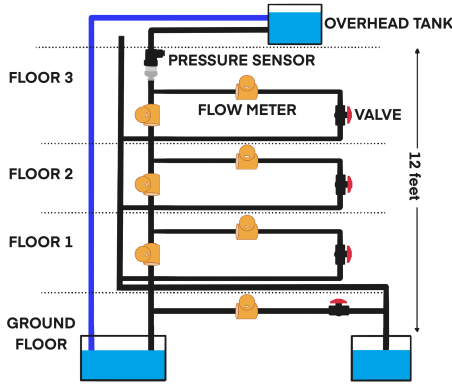 OVERHEAD TANK
PRESSURE SENSOR
FLOOR 3
FLOW METER
VALVE
FLOOR 2
12 feet
FLOOR 1
GROUND
FLOOR